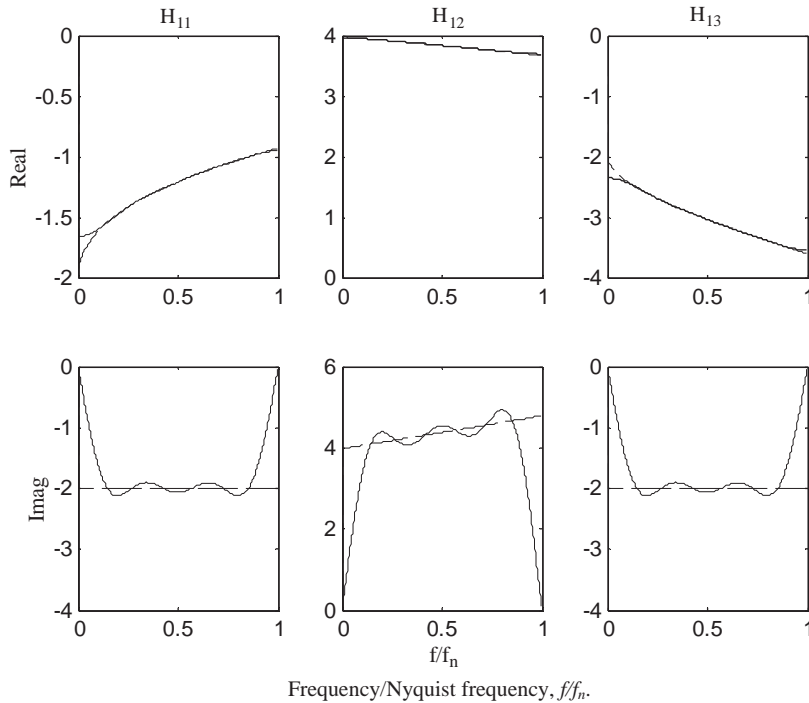 H11 H12 H13
0 4 0
-0.5 3 -1
Real -1 2 -2
-1.5 1 -3
-2 0 -4
0 0.5 1 0 0.5 1 0 0.5 1
0 6 0
-1 4 -1
Imag -2 -2
-3 2 -3
-4 0 -4
0 0.5 1 0 0.5 1 0 0.5 1
f/fn
Frequency/Nyquist frequency, f/fn.